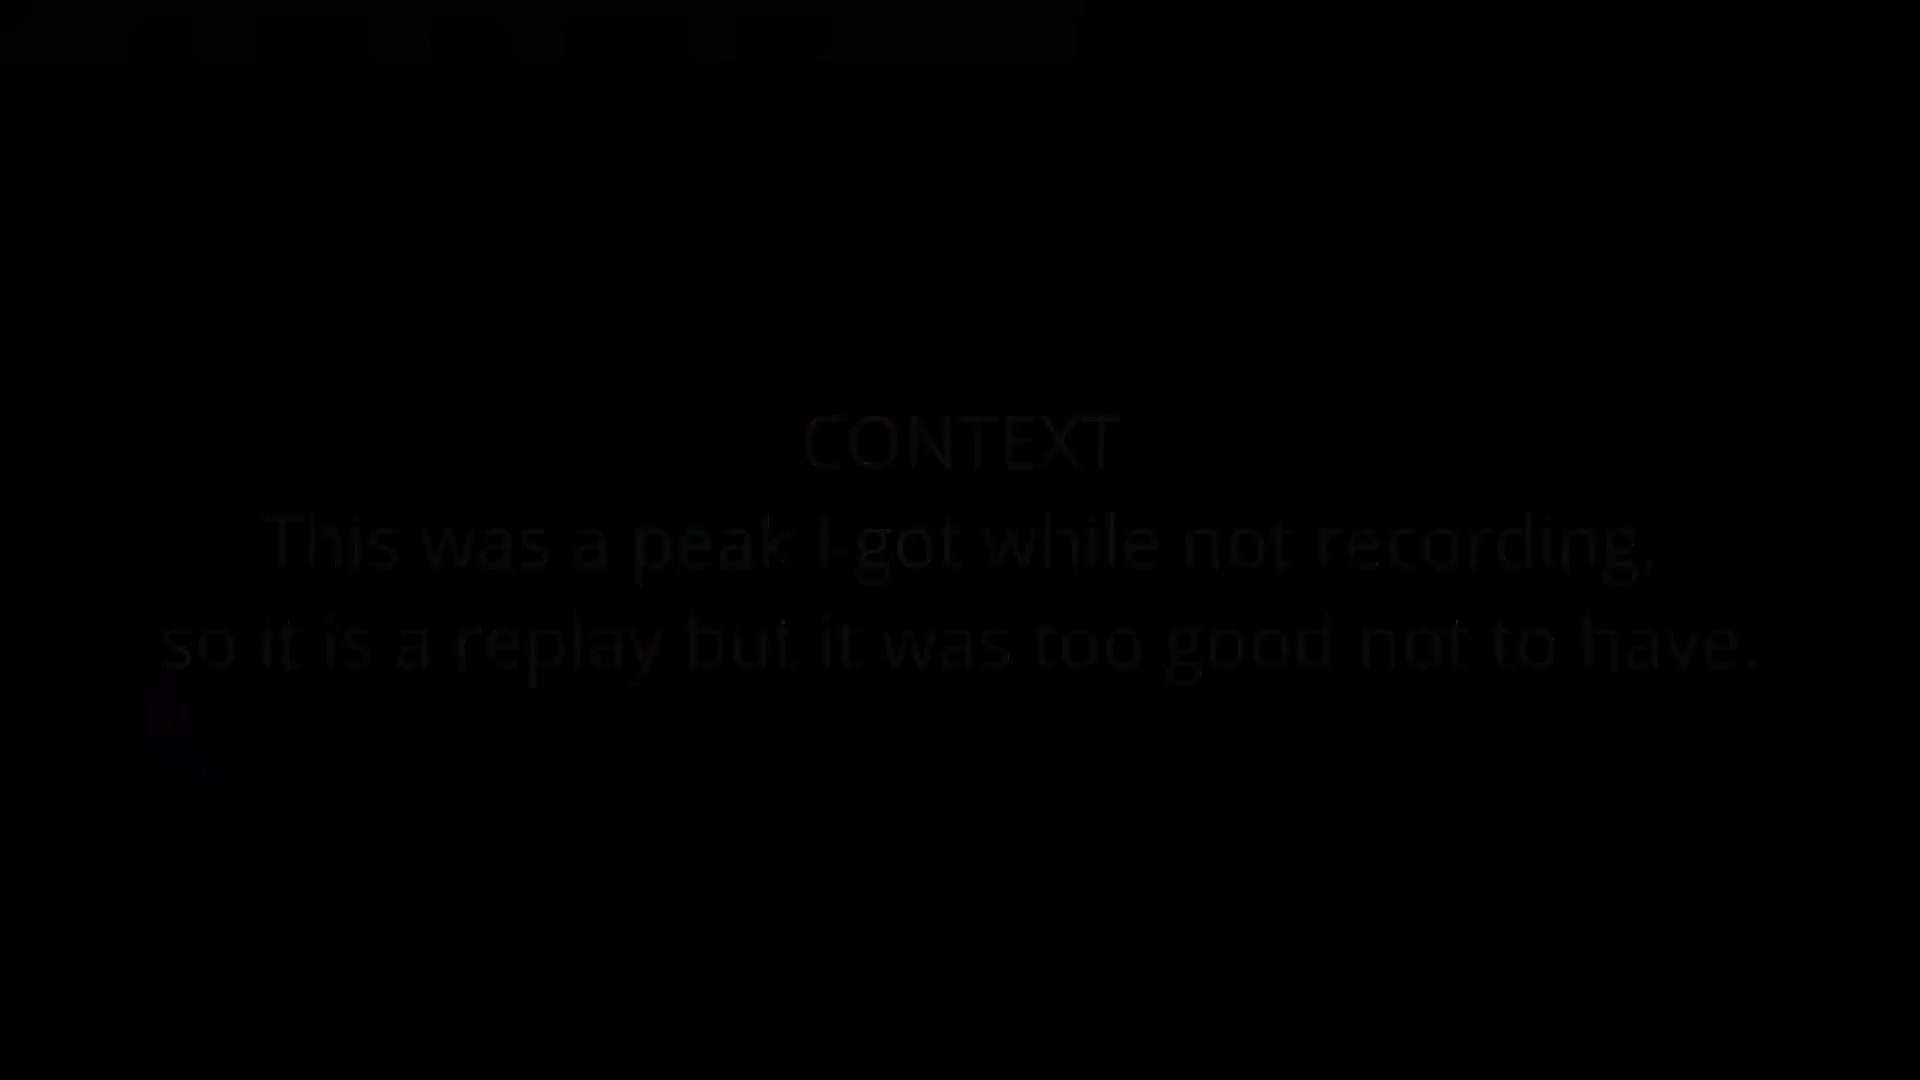 CONTEXT
This was a peak I got while not recording,
so it is a replay but it was too good not to have.